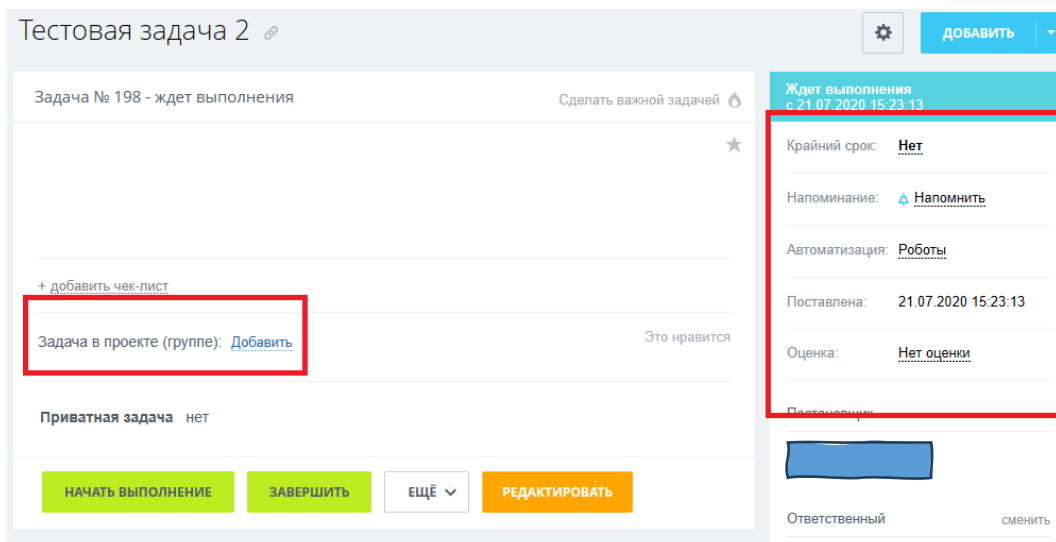 Тестовая задача 2
ДОБАВИТЬ
Задача № 198 - ждет выполнения
Сделать важной задачей
+ добавить чек-лист
Задача в проекте (группе): Добавить
Это нравится
Приватная задача нет
НАЧАТЬ ВЫПОЛНЕНИЕ
ЗАВЕРШИТЬ
ЕЩЁ
РЕДАКТИРОВАТЬ
Ждет выполнения
с 21.07.2020 15:23:13
Крайний срок: Нет
Напоминание: Напомнить
Автоматизация: Роботы
Поставлена: 21.07.2020 15:23:13
Оценка: Нет оценки
Постановщик
Ответственный
сменить